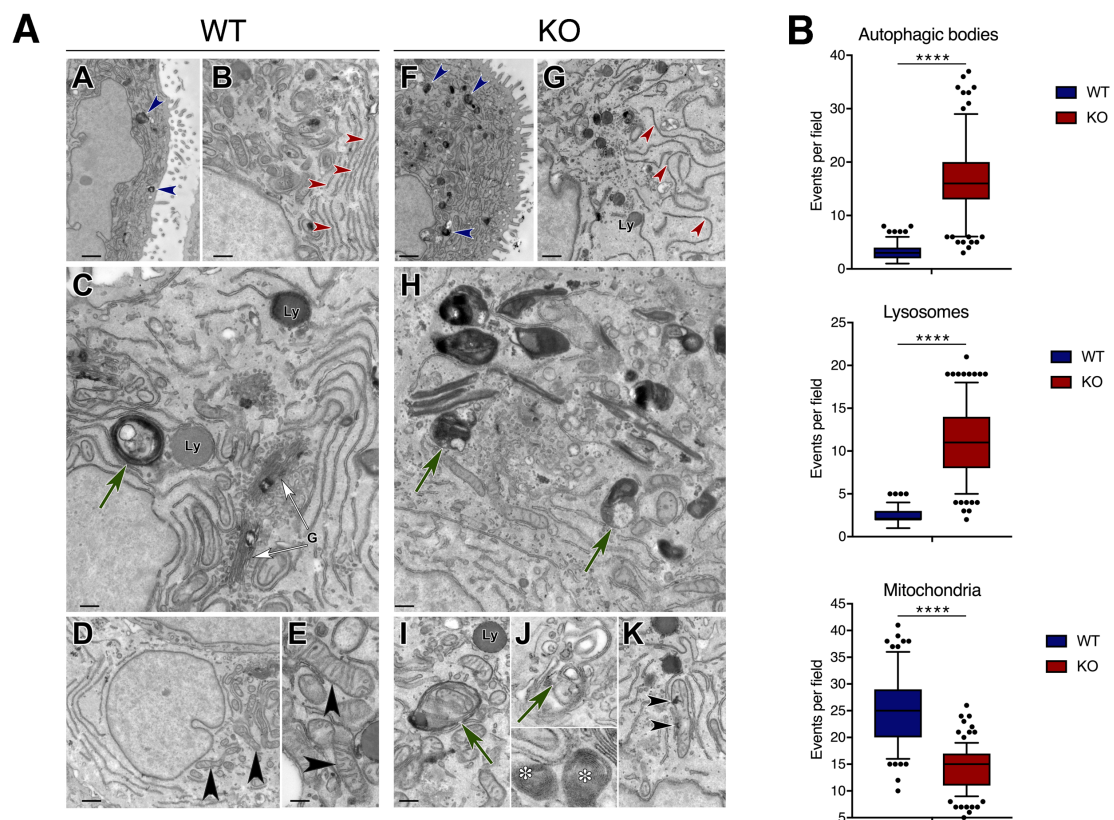 A
WT
KO
A
B
F
G
Ly
C
Ly
Ly
G
H
D
E
I
Ly
J
*
*
K
B
Autophagic bodies
****
Events per field
40
30
20
10
0
WT
KO
Lysosomes
****
Events per field
25
20
15
10
5
0
WT
KO
Mitochondria
****
Events per field
45
40
35
30
25
20
15
10
5
WT
KO